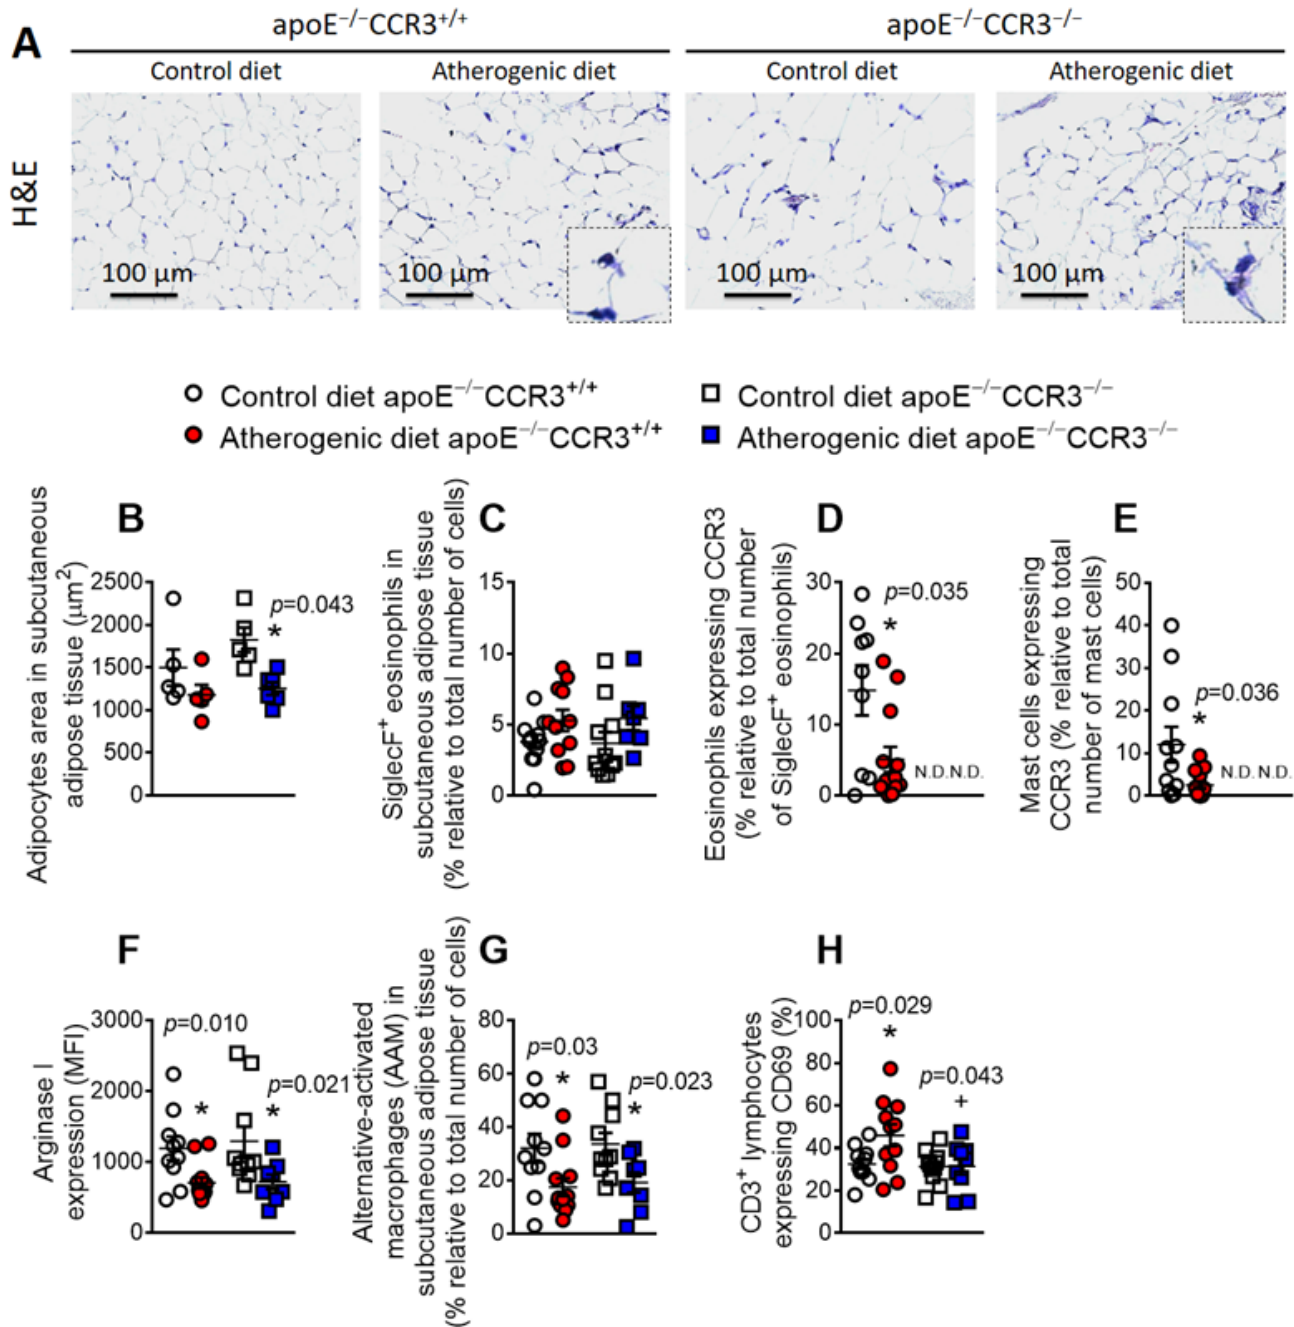 A
apoE−/−CCR3+/+
apoE−/−CCR3−/−
Control diet
Atherogenic diet
Control diet
Atherogenic diet
H&E
100 µm
100 µm
100 µm
100 µm
Control diet apoE−/−CCR3+/+
Control diet apoE−/−CCR3−/−
Atherogenic diet apoE−/−CCR3+/+
Atherogenic diet apoE−/−CCR3−/−
B
Adipocytes area in subcutaneous
adipose tissue (µm2)
2500
2000
1500
1000
500
0
p=0.043
*
C
SiglecF+ eosinophils in
subcutaneous adipose tissue
(% relative to total number of cells)
15
10
5
0
D
Eosinophils expressing CCR3
(% relative to total number
of SiglecF+ eosinophils)
30
20
10
0
p=0.035
*
N.D.N.D.
E
Mast cells expressing
CCR3 (% relative to total
number of mast cells)
50
40
30
20
10
0
p=0.036
*
N.D. N.D.
F
Arginase I
expression (MFI)
3000
2000
1000
0
p=0.010
*
p=0.021
*
G
Alternative-activated
macrophages (AAM) in
subcutaneous adipose tissue
(% relative to total number of cells)
80
60
40
20
0
p=0.03
*
p=0.023
*
H
CD3+ lymphocytes
expressing CD69 (%)
100
80
60
40
20
0
p=0.029
*
p=0.043
+